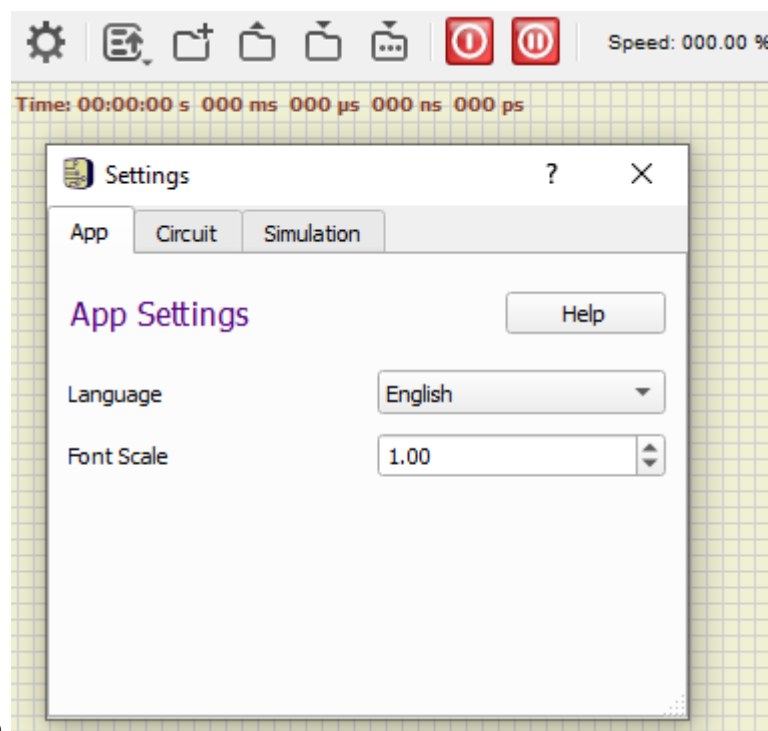 Speed: 000.00 %
Time: 00:00:00 s 000 ms 000 µs 000 ns 000 ps
Settings
App Circuit Simulation
App Settings Help
Language English
Font Scale 1.00